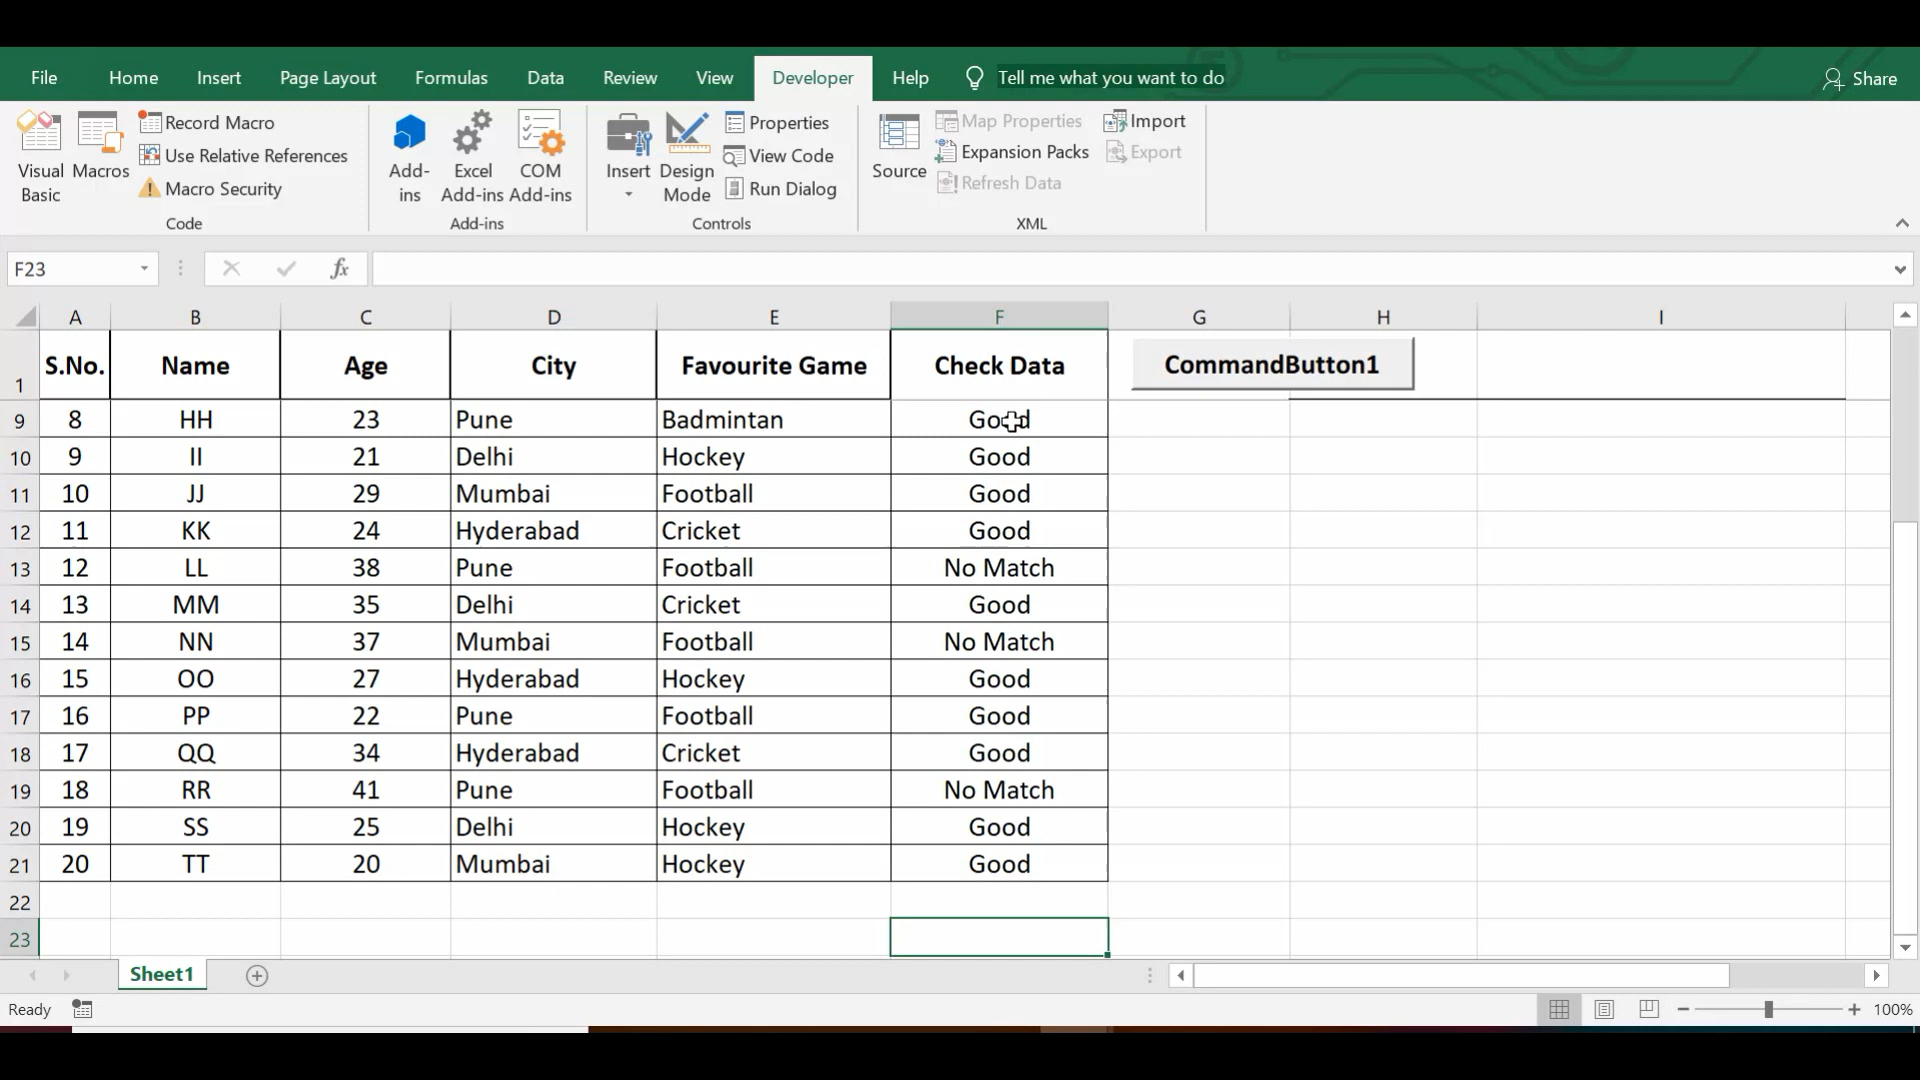 File Home Insert Page Layout Formulas Data Review View Developer Help Tell me what you want to do Share
Visual Basic
Macros
Record Macro
Use Relative References
Macro Security
Code
Add-ins
Excel Add-ins
COM Add-ins
Add-ins
Insert
Design Mode
Properties
View Code
Run Dialog
Controls
Source
Map Properties
Expansion Packs
Refresh Data
Import
Export
XML
F23 fx
A B C D E F G H I
1 S.No. Name Age City Favourite Game Check Data CommandButton1
9 8 HH 23 Pune Badmintan Good
10 9 II 21 Delhi Hockey Good
11 10 JJ 29 Mumbai Football Good
12 11 KK 24 Hyderabad Cricket Good
13 12 LL 38 Pune Football No Match
14 13 MM 35 Delhi Cricket Good
15 14 NN 37 Mumbai Football No Match
16 15 OO 27 Hyderabad Hockey Good
17 16 PP 22 Pune Football Good
18 17 QQ 34 Hyderabad Cricket Good
19 18 RR 41 Pune Football No Match
20 19 SS 25 Delhi Hockey Good
21 20 TT 20 Mumbai Hockey Good
22
23
Sheet1
Ready 100%